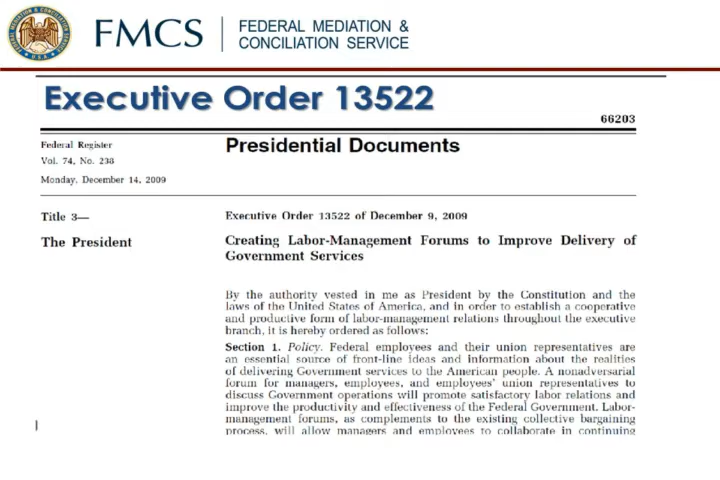 FMCS
FEDERAL MEDIATION &
CONCILIATION SERVICE
Executive Order 13522
66203
Federal Register
Vol. 74, No. 238
Monday, December 14, 2009
Presidential Documents
Title 3—
The President
Executive Order 13522 of December 9, 2009
Creating Labor-Management Forums to Improve Delivery of
Government Services
By the authority vested in me as President by the Constitution and the
laws of the United States of America, and in order to establish a cooperative
and productive form of labor-management relations throughout the executive
branch, it is hereby ordered as follows:
Section 1. Policy. Federal employees and their union representatives are
an essential source of front-line ideas and information about the realities
of delivering Government services to the American people. A nonadversarial
forum for managers, employees, and employees' union representatives to
discuss Government operations will promote satisfactory labor relations and
improve the productivity and effectiveness of the Federal Government. Labor-
management forums, as complements to the existing collective bargaining
process, will allow managers and employees to collaborate in continuing